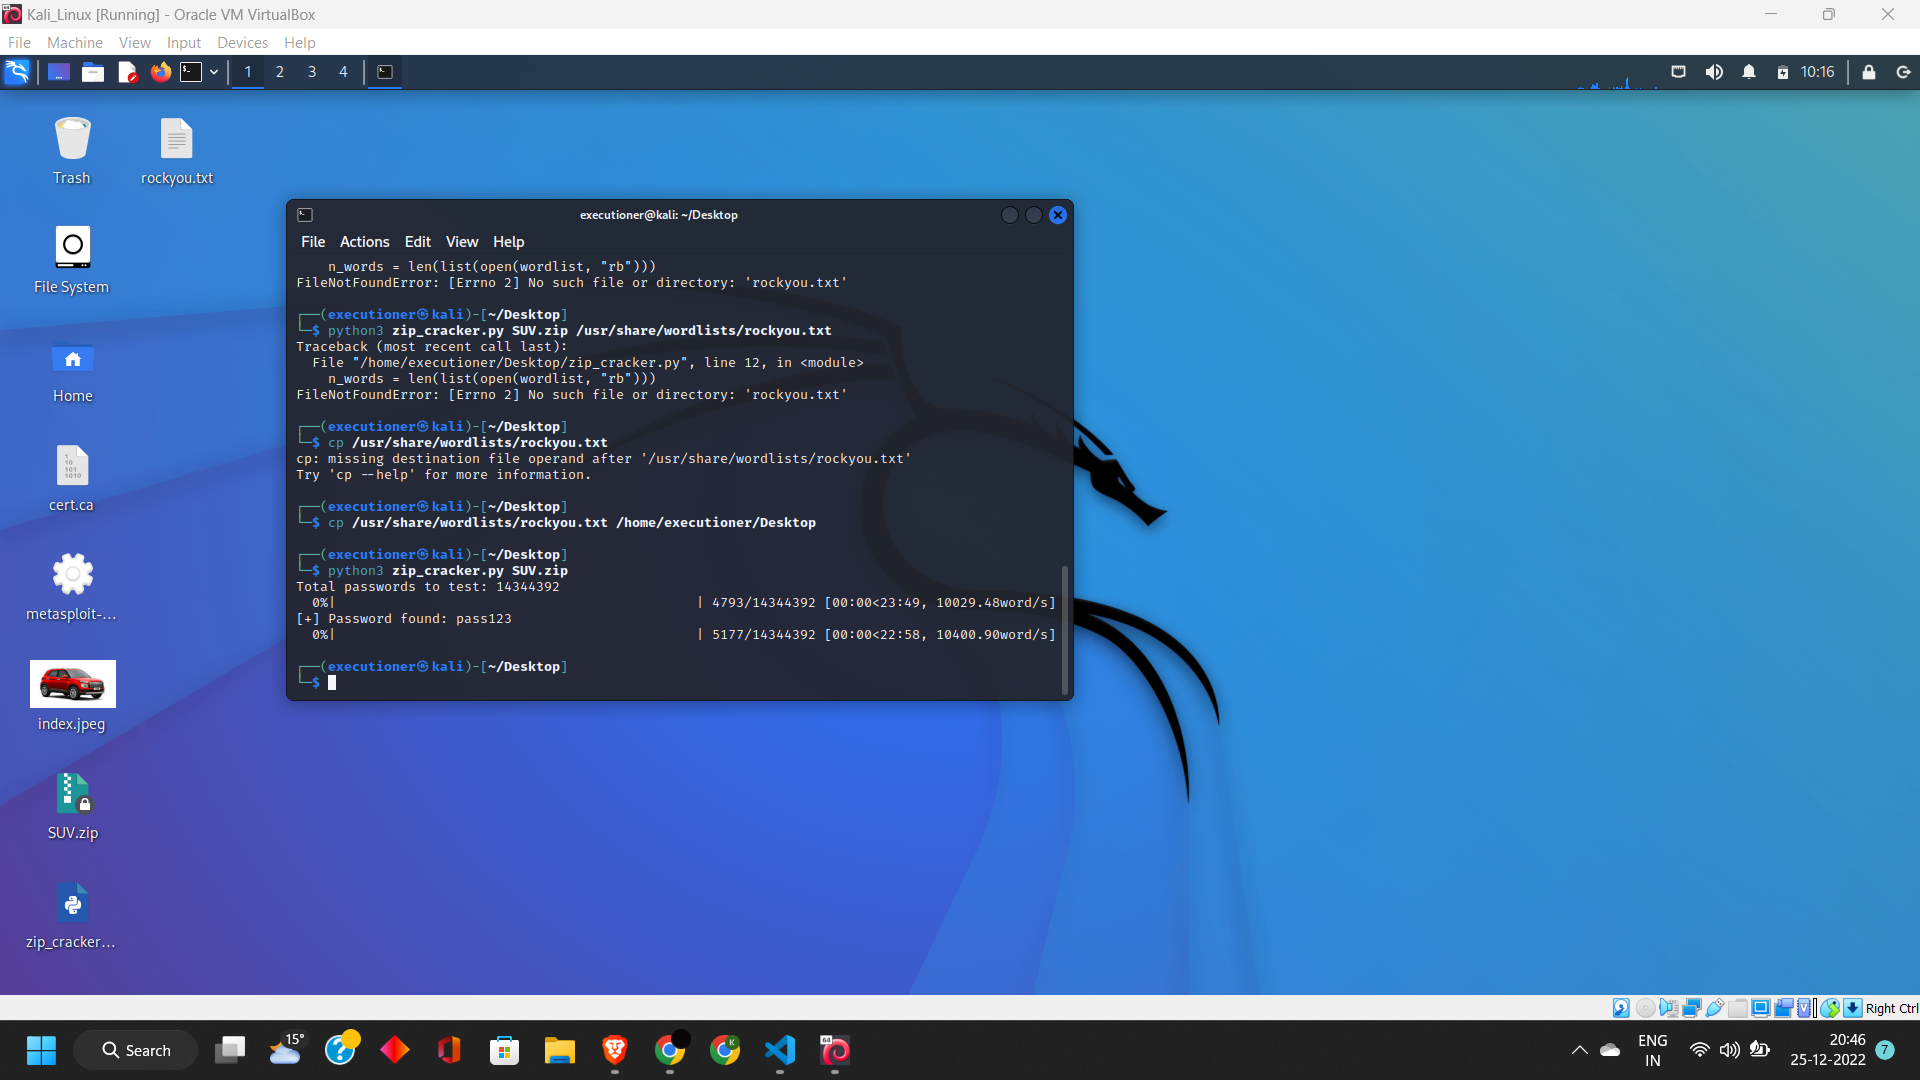 Kali_Linux [Running] - Oracle VM VirtualBox
File Machine View Input Devices Help
1 2 3 4
10:16
Trash
rockyou.txt
File System
Home
cert.ca
metasploit-...
index.jpeg
SUV.zip
zip_cracker...
executioner@kali: ~/Desktop
File Actions Edit View Help
    n_words = len(list(open(wordlist, "rb")))
FileNotFoundError: [Errno 2] No such file or directory: 'rockyou.txt'
┌──(executioner㉿kali)-[~/Desktop]
└─$ python3 zip_cracker.py SUV.zip /usr/share/wordlists/rockyou.txt
Traceback (most recent call last):
  File "/home/executioner/Desktop/zip_cracker.py", line 12, in <module>
    n_words = len(list(open(wordlist, "rb")))
FileNotFoundError: [Errno 2] No such file or directory: 'rockyou.txt'
┌──(executioner㉿kali)-[~/Desktop]
└─$ cp /usr/share/wordlists/rockyou.txt
cp: missing destination file operand after '/usr/share/wordlists/rockyou.txt'
Try 'cp --help' for more information.
┌──(executioner㉿kali)-[~/Desktop]
└─$ cp /usr/share/wordlists/rockyou.txt /home/executioner/Desktop
┌──(executioner㉿kali)-[~/Desktop]
└─$ python3 zip_cracker.py SUV.zip
Total passwords to test: 14344392
  0%| | 4793/14344392 [00:00<23:49, 10029.48word/s]
[+] Password found: pass123
  0%| | 5177/14344392 [00:00<22:58, 10400.90word/s]
┌──(executioner㉿kali)-[~/Desktop]
└─$
Right Ctrl
Search
15°
ENG
IN
20:46
25-12-2022
7